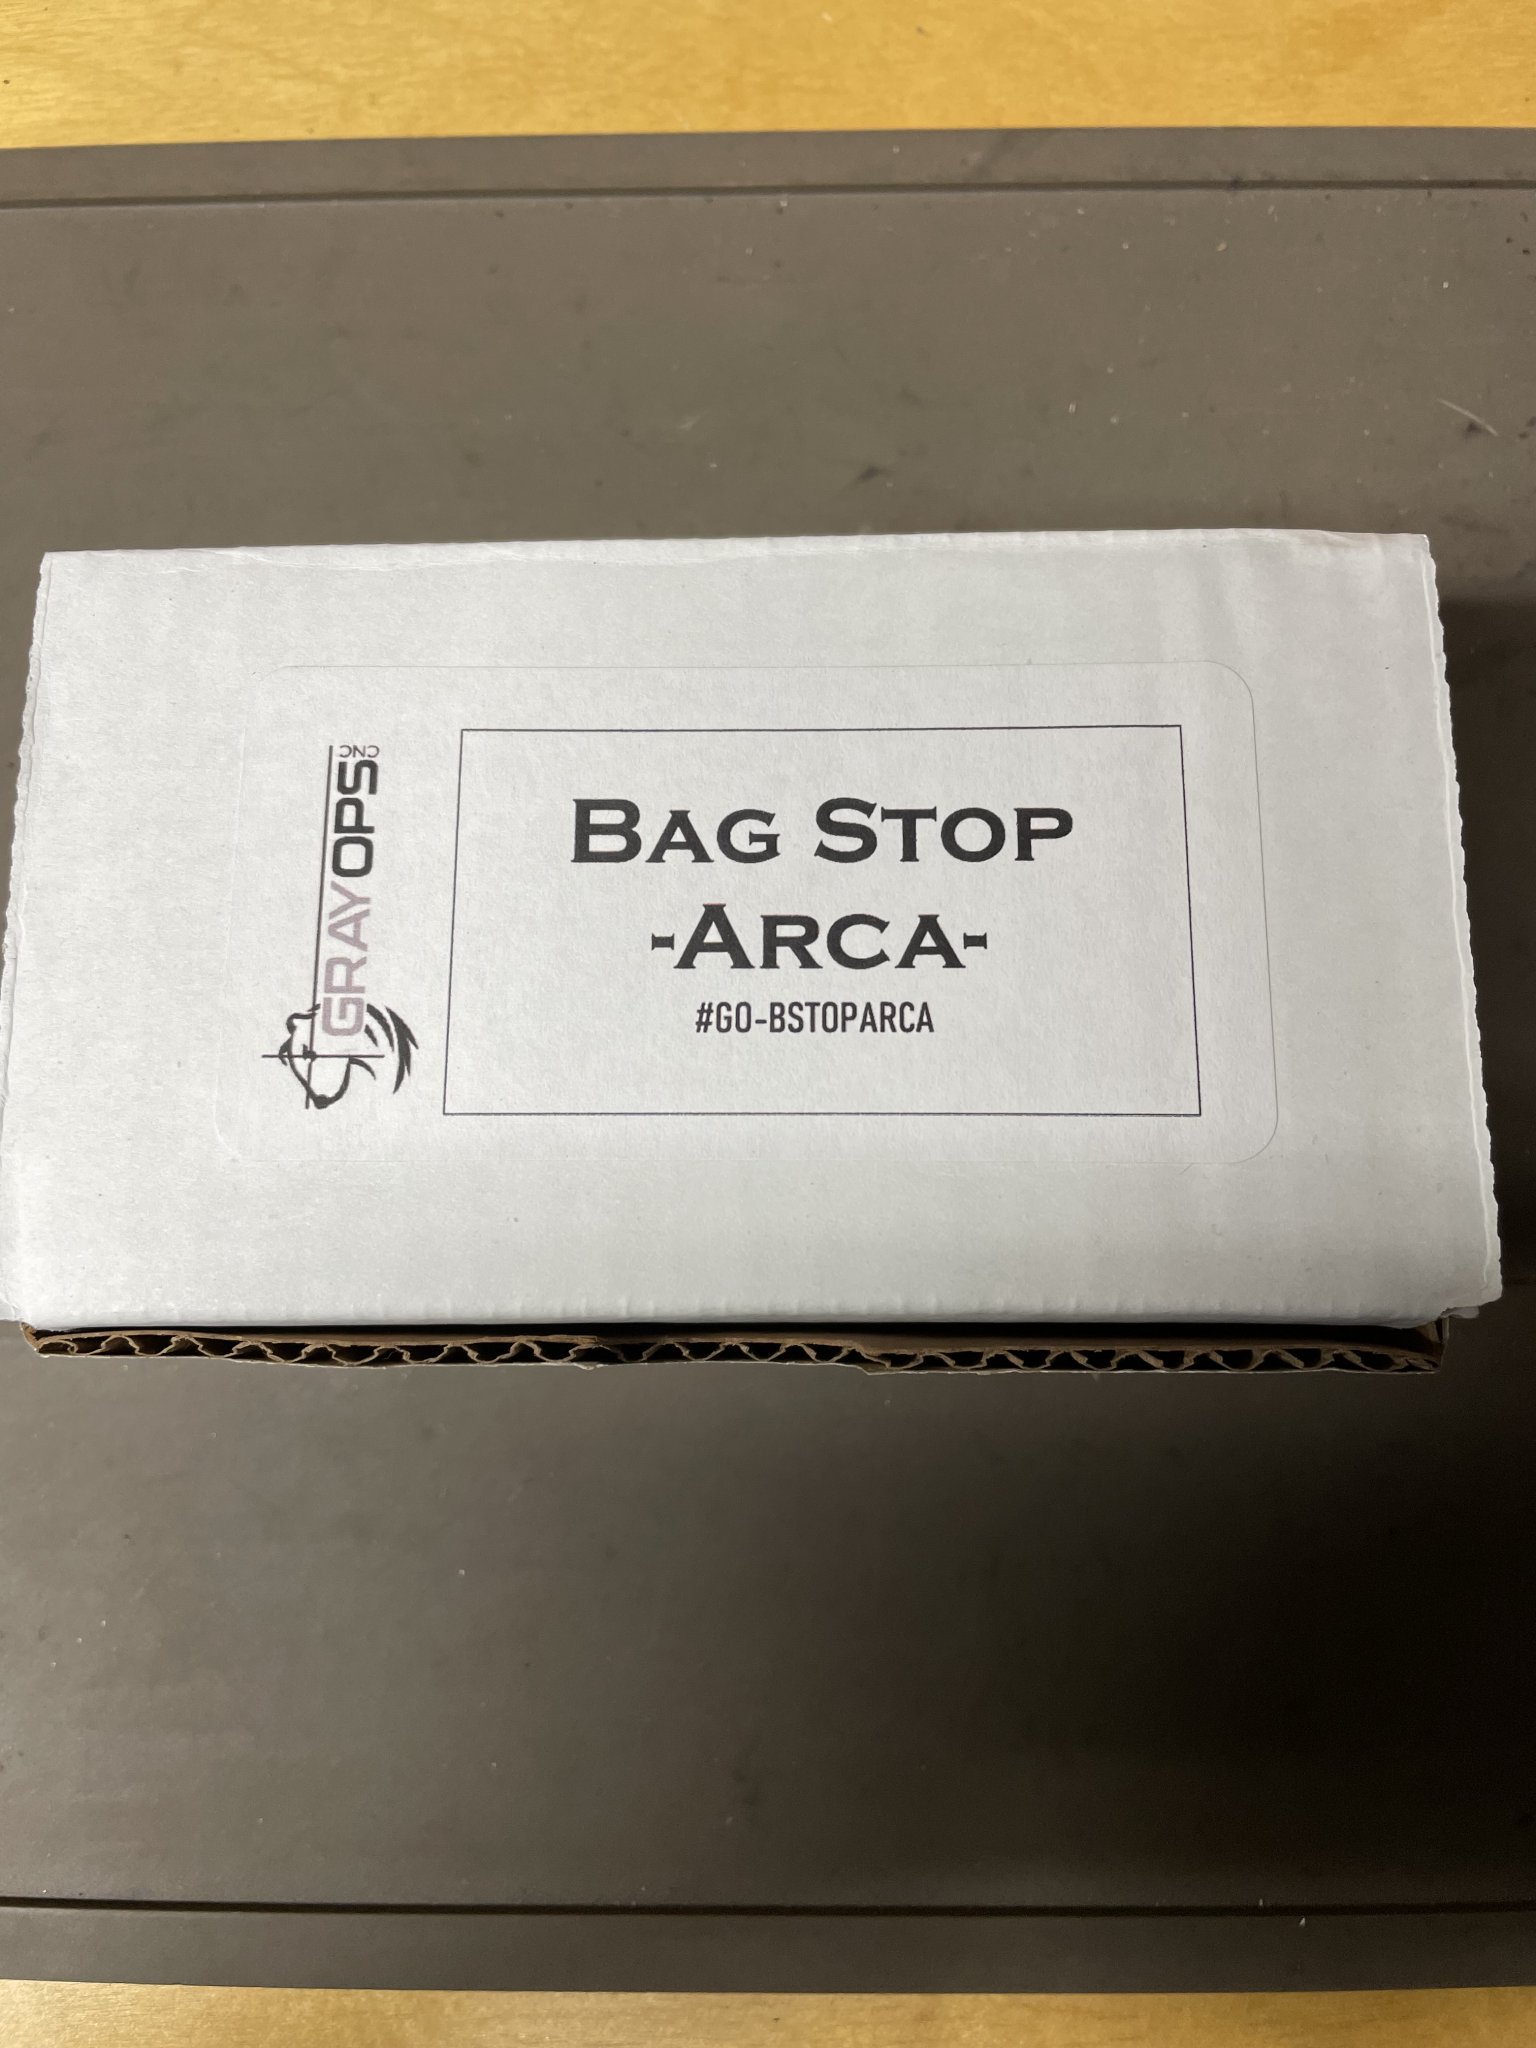 GRAYOPS
CNC
BAG STOP
-ARCA-
#GO-BSTOPARCA